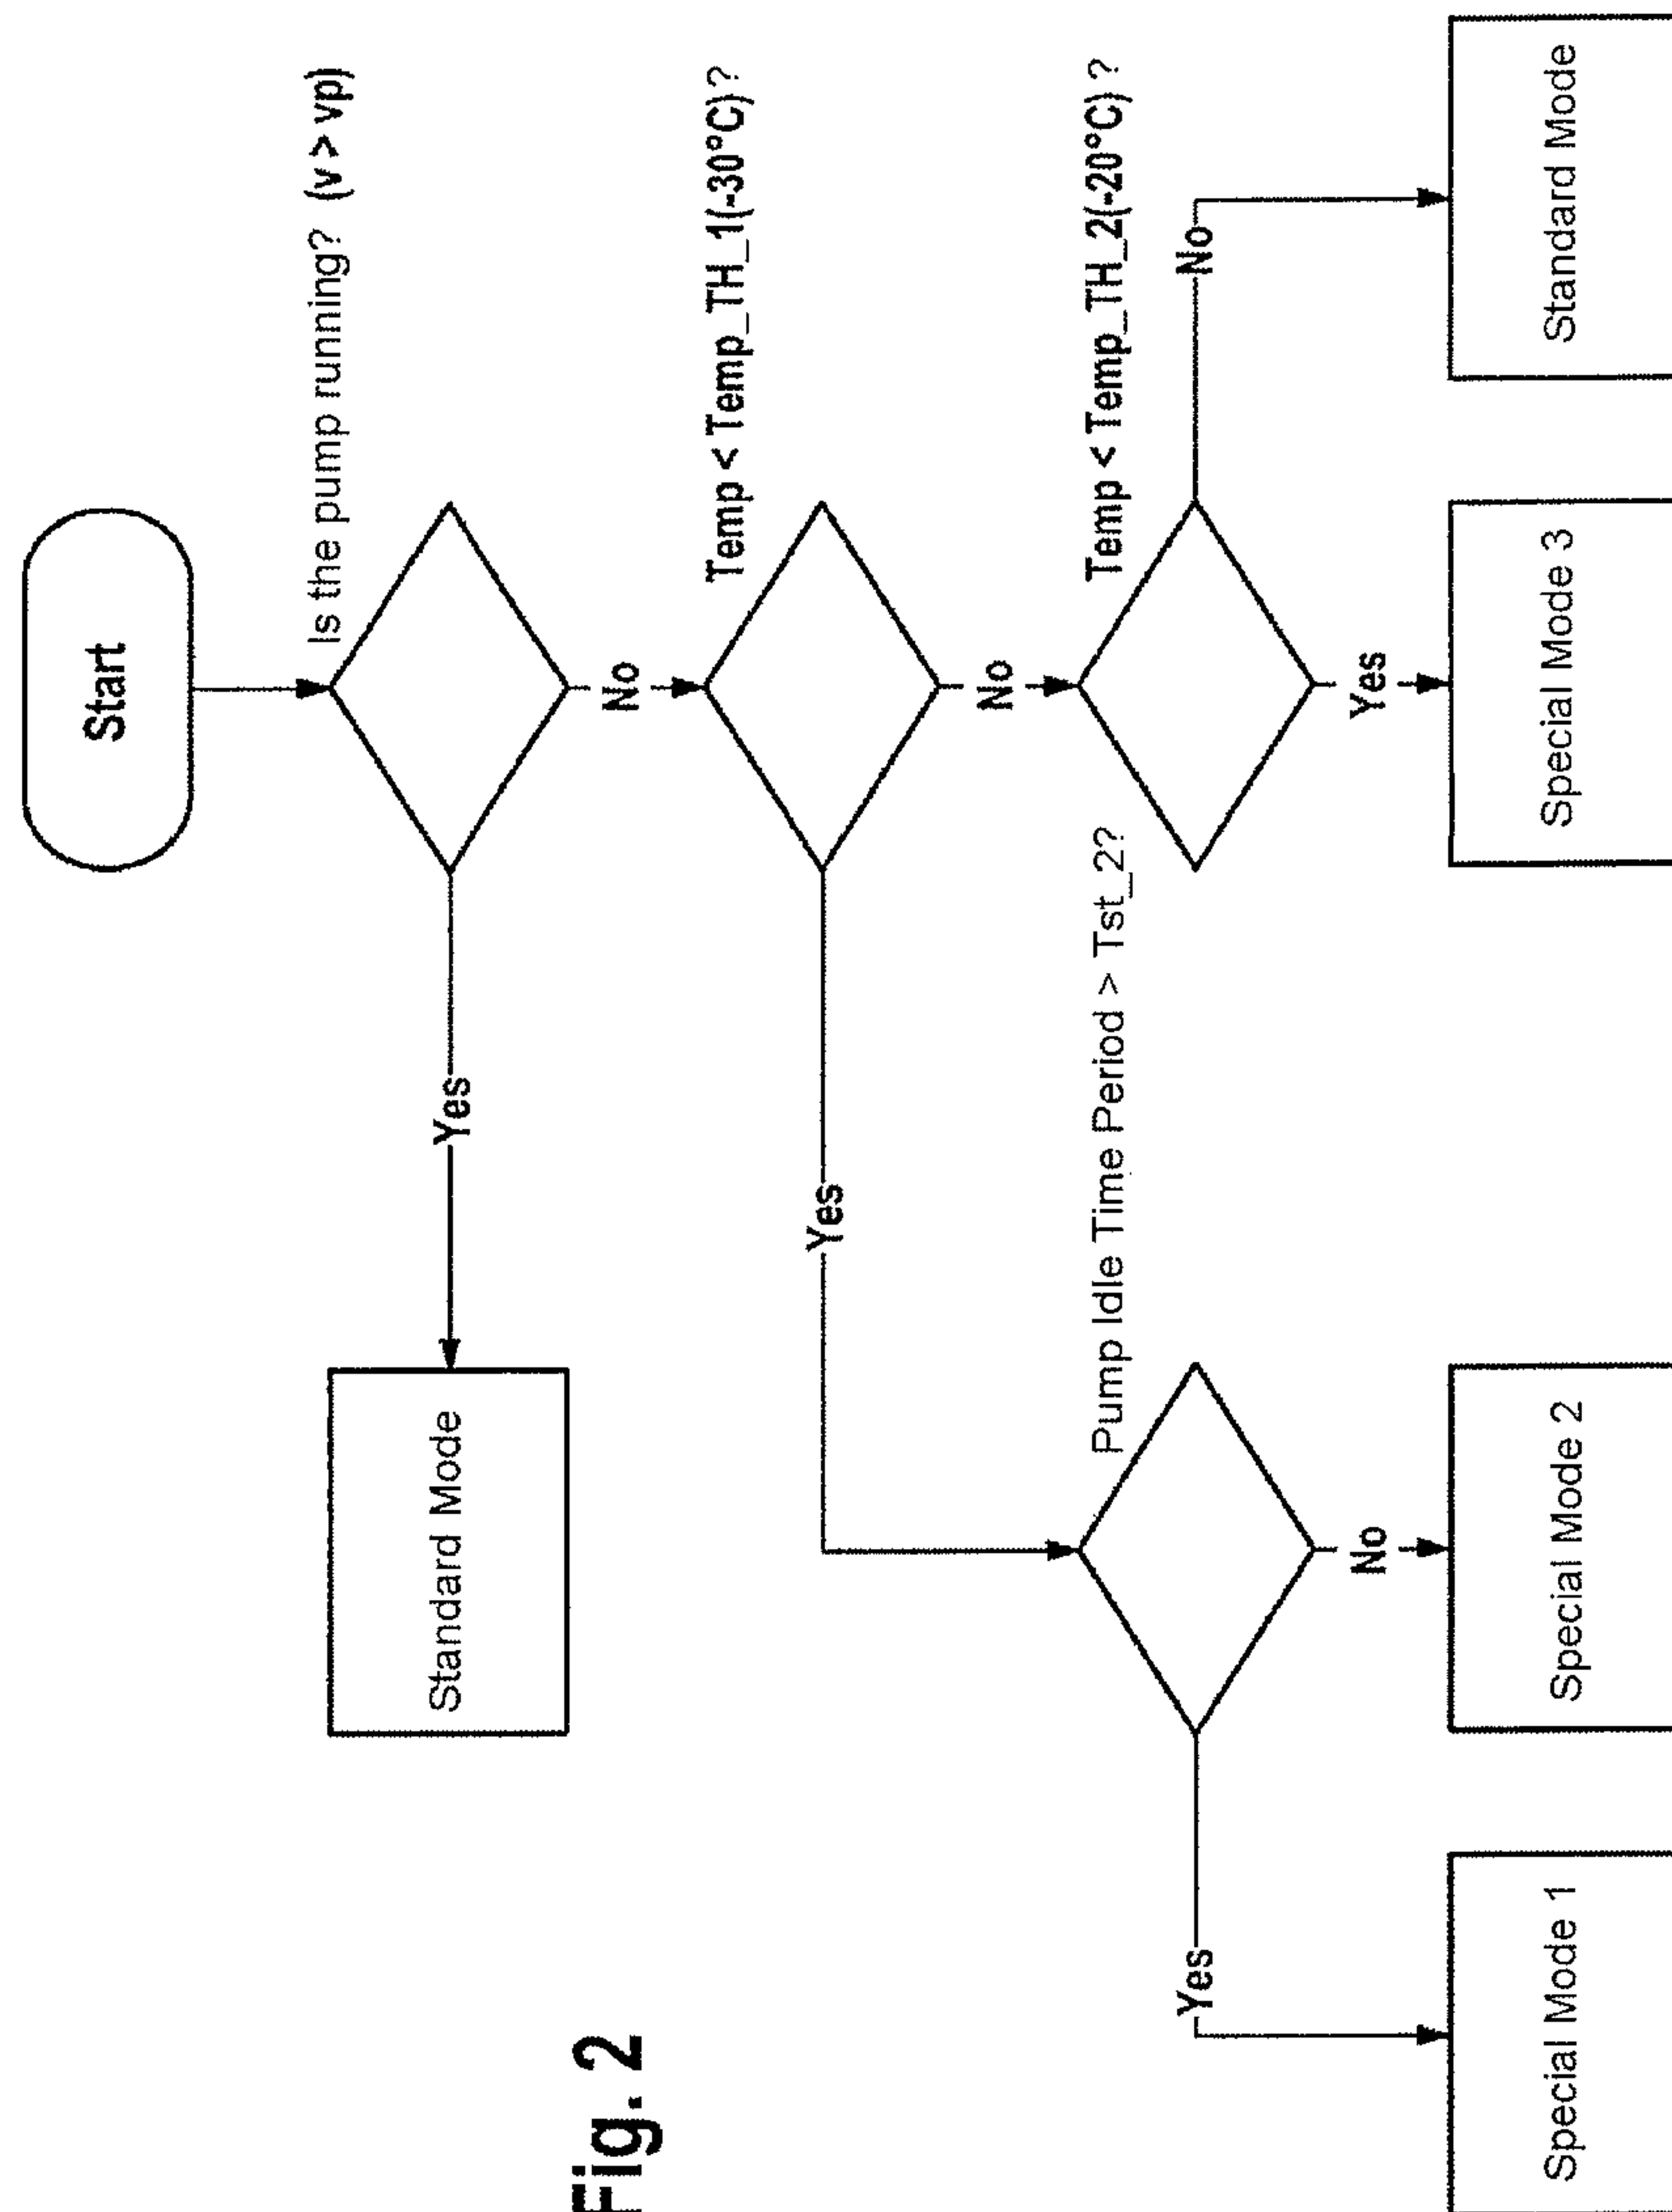 Start
Is the pump running? (v > vp)
Yes
Standard Mode
No
Temp < Temp_TH_1(-30°C) ?
Yes
No
Pump Idle Time Period > Tst_2?
Temp < Temp_TH_2(-20°C) ?
Yes
No
Yes
No
Special Mode 1
Special Mode 2
Special Mode 3
Standard Mode
Fig. 2